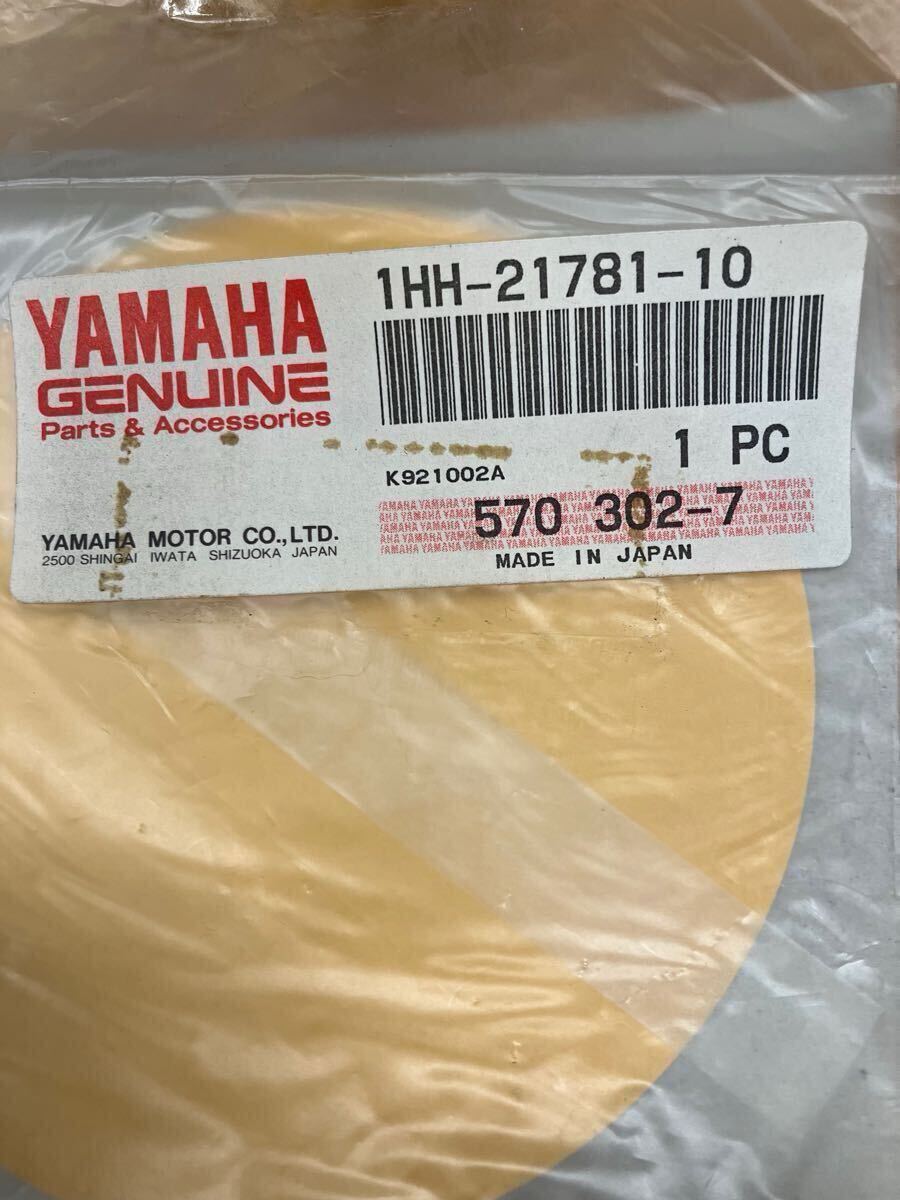 YAMAHA
GENUINE
Parts & Accessories
YAMAHA MOTOR CO.,LTD.
2500 SHINGAI IWATA SHIZUOKA JAPAN
1HH-21781-10
1 PC
K921002A
570 302-7
MADE IN JAPAN